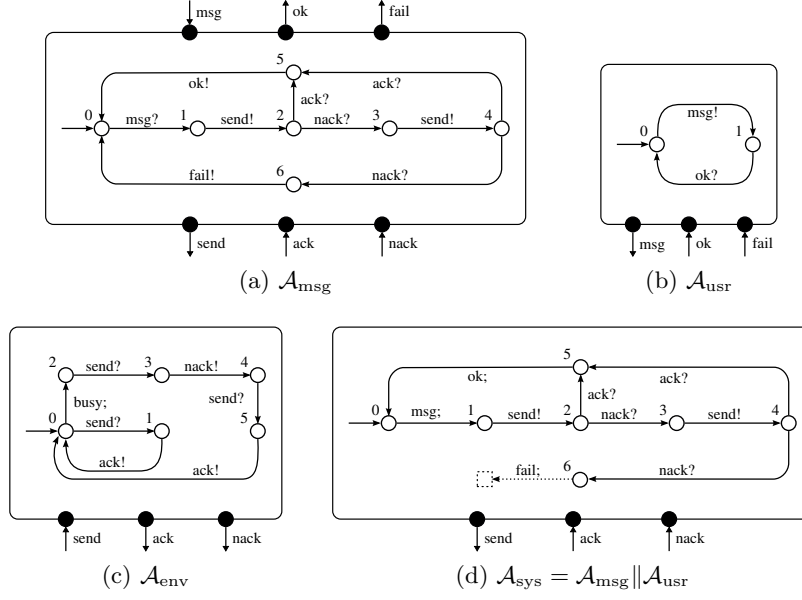 msg ok fail
5
ok! ack?
ack?
0 msg? 1 send! 2 nack? 3 send! 4
fail! 6 nack?
send ack nack
(a) 𝒜msg
msg!
0 1
ok?
msg ok fail
(b) 𝒜usr
2 send? 3 nack! 4
busy; send?
0 send? 1 5
ack! ack!
send ack nack
(c) 𝒜env
5
ok; ack?
ack?
0 msg; 1 send! 2 nack? 3 send! 4
fail; 6 nack?
send ack nack
(d) 𝒜sys = 𝒜msg‖𝒜usr